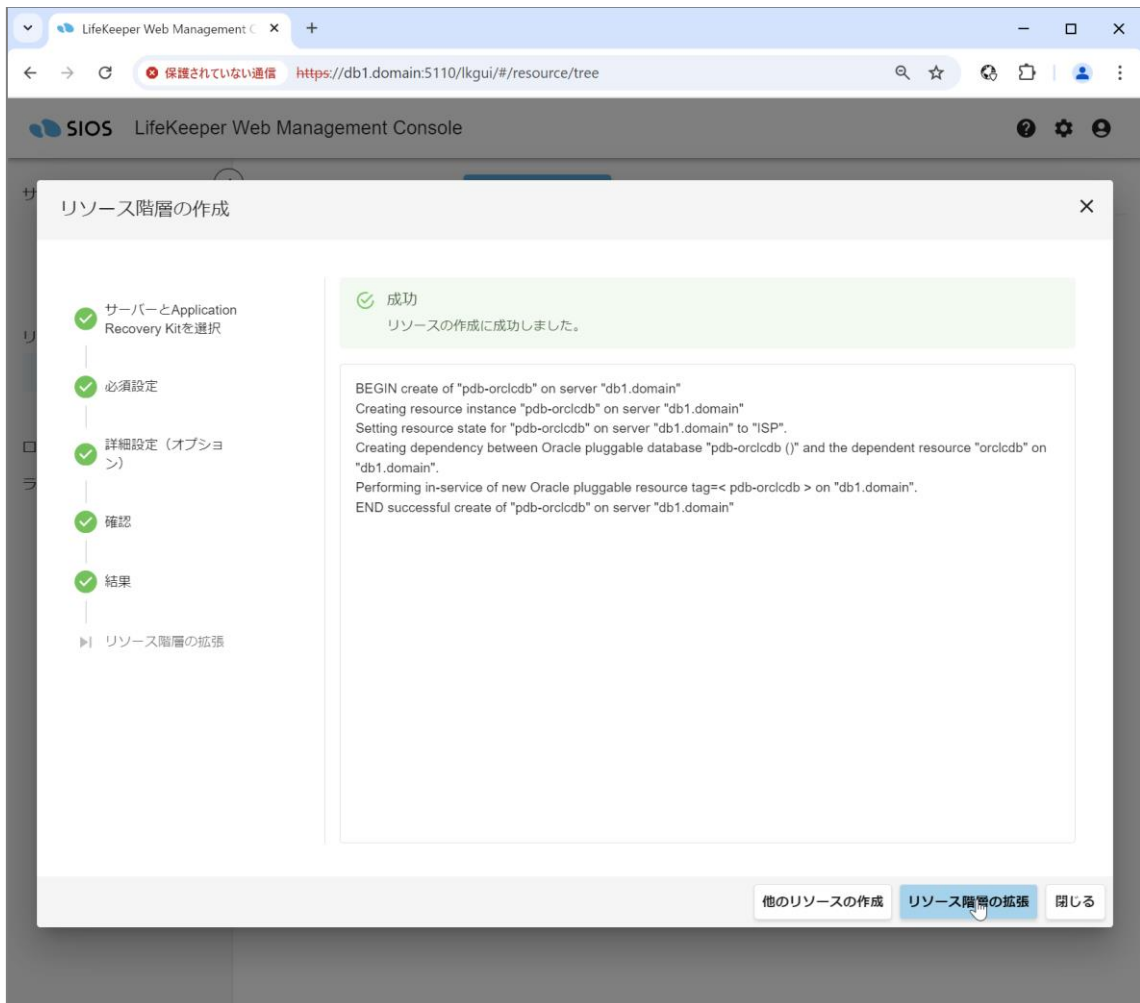 LifeKeeper Web Management C
保護されていない通信 https://db1.domain:5110/lkgui/#/resource/tree
SIOS LifeKeeper Web Management Console
サ
リ
ロ
ラ
リソース階層の作成
サーバーとApplication
Recovery Kitを選択
必須設定
詳細設定（オプショ
ン）
確認
結果
リソース階層の拡張
成功
リソースの作成に成功しました。
BEGIN create of "pdb-orclcdb" on server "db1.domain"
Creating resource instance "pdb-orclcdb" on server "db1.domain"
Setting resource state for "pdb-orclcdb" on server "db1.domain" to "ISP".
Creating dependency between Oracle pluggable database "pdb-orclcdb ()" and the dependent resource "orclcdb" on
"db1.domain".
Performing in-service of new Oracle pluggable resource tag=< pdb-orclcdb > on "db1.domain".
END successful create of "pdb-orclcdb" on server "db1.domain"
他のリソースの作成 リソース階層の拡張 閉じる